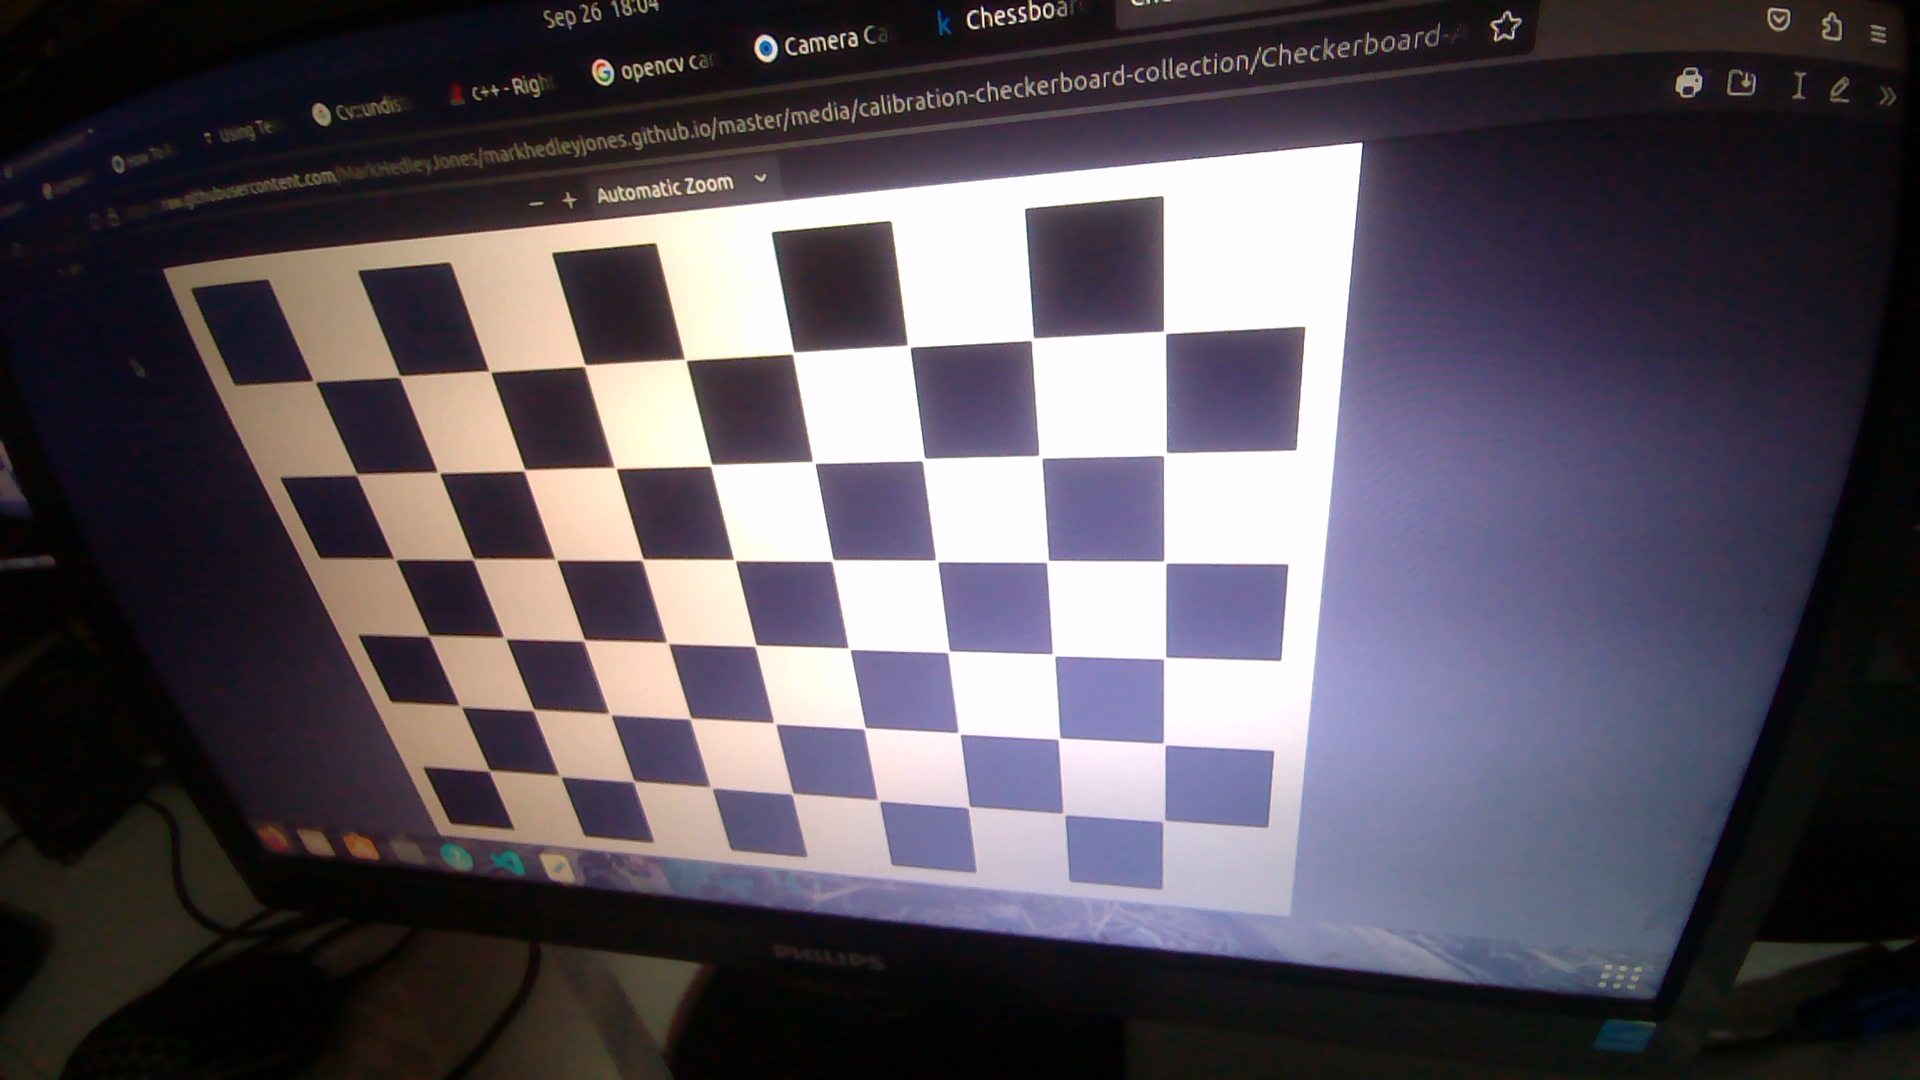 Sep 26 18:04
How To
Using Te
Cv::undis
c++ - Right
opencv ca
Camera Ca
Chessboar
raw.githubusercontent.com/MarkHedleyJones/markhedleyjones.github.io/master/media/calibration-checkerboard-collection/Checkerboard-
− + Automatic Zoom
PHILIPS